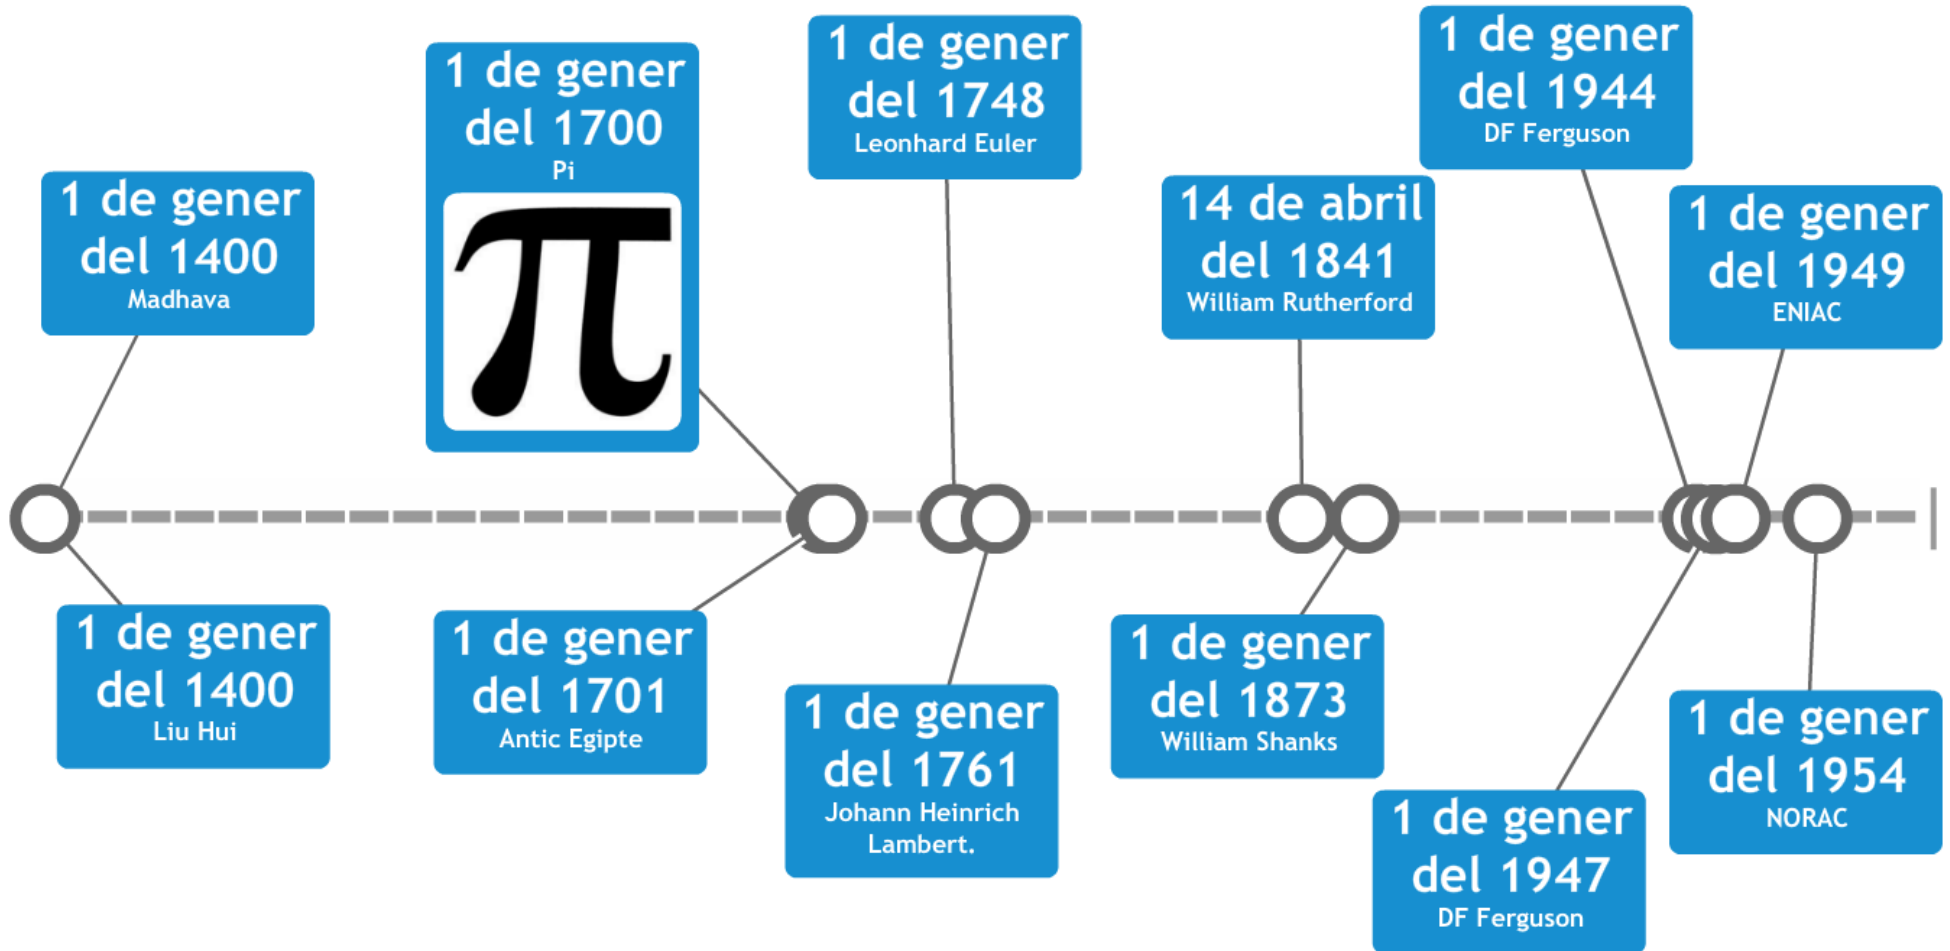 1 de gener
del 1400
Madhava
1 de gener
del 1400
Liu Hui
1 de gener
del 1700
Pi
π
1 de gener
del 1701
Antic Egipte
1 de gener
del 1748
Leonhard Euler
1 de gener
del 1761
Johann Heinrich
Lambert.
14 de abril
del 1841
William Rutherford
1 de gener
del 1873
William Shanks
1 de gener
del 1944
DF Ferguson
1 de gener
del 1947
DF Ferguson
1 de gener
del 1949
ENIAC
1 de gener
del 1954
NORAC